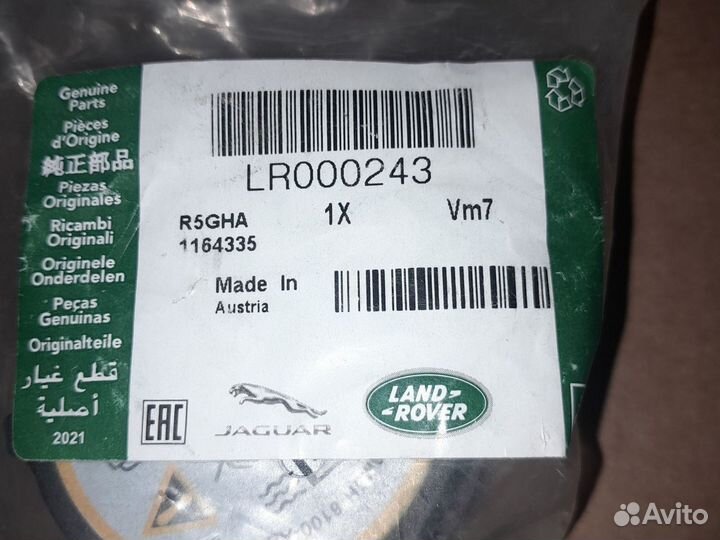 Genuine
Parts
Pièces
d'Origine
純正部品
Piezas
Originales
Ricambi
Originali
Originele
Onderdelen
Peças
Genuinas
Originalteile
قطع غيار
أصلية
2021
LR000243
R5GHA 1X Vm7
1164335
Made In
Austria
EAC
JAGUAR
LAND-
-ROVER
Avito